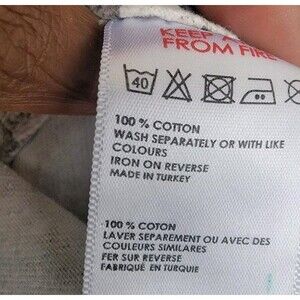 KEEP
FROM FIRE
40
100 % COTTON
WASH SEPARATELY OR WITH LIKE
COLOURS
IRON ON REVERSE
MADE IN TURKEY
100 % COTON
LAVER SEPAREMENT OU AVEC DES
COULEURS SIMILARES
FER SUR REVERSE
FABRIQUÉ EN TURQUIE